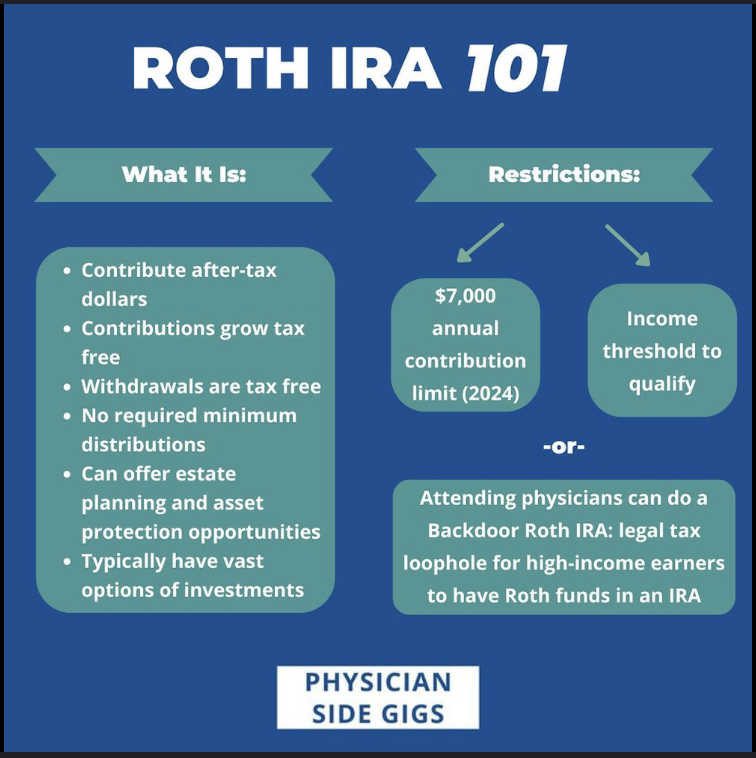 ROTH IRA 101
What It Is:
• Contribute after-tax
dollars
• Contributions grow tax
free
• Withdrawals are tax free
• No required minimum
distributions
• Can offer estate
planning and asset
protection opportunities
• Typically have vast
options of investments
Restrictions:
$7,000
annual
contribution
limit (2024)
Income
threshold to
qualify
-or-
Attending physicians can do a
Backdoor Roth IRA: legal tax
loophole for high-income earners
to have Roth funds in an IRA
PHYSICIAN
SIDE GIGS